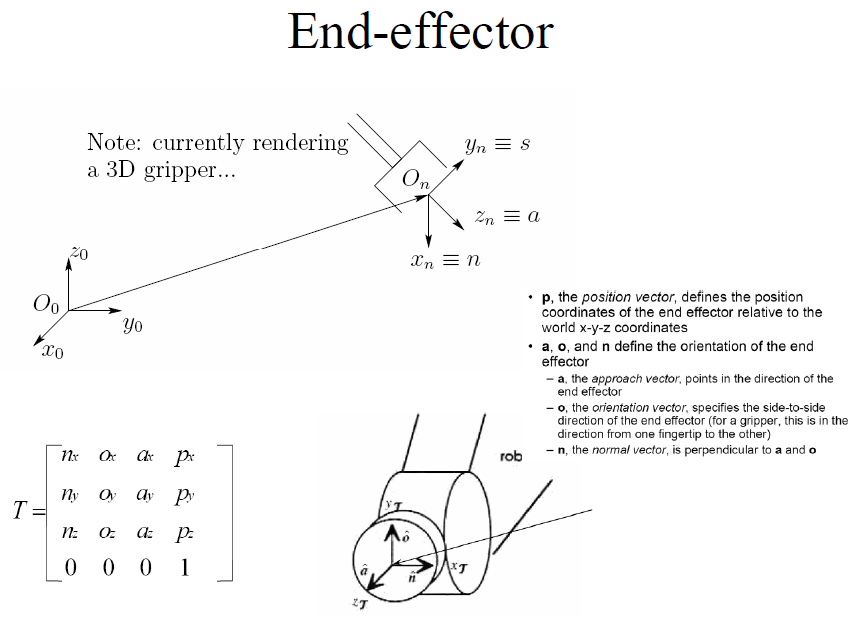 End-effector
Note: currently rendering
a 3D gripper...
yₙ ≡ s
Oₙ
zₙ ≡ a
xₙ ≡ n
z₀
O₀
y₀
x₀
• p, the position vector, defines the position
coordinates of the end effector relative to the
world x-y-z coordinates
• a, o, and n define the orientation of the end
effector
– a, the approach vector, points in the direction of the
end effector
– o, the orientation vector, specifies the side-to-side
direction of the end effector (for a gripper, this is in the
direction from one fingertip to the other)
– n, the normal vector, is perpendicular to a and o
rob
T =
nx ox ax px
ny oy ay py
nz oz az pz
0 0 0 1
y𝒯
ô
â
n̂
x𝒯
z𝒯